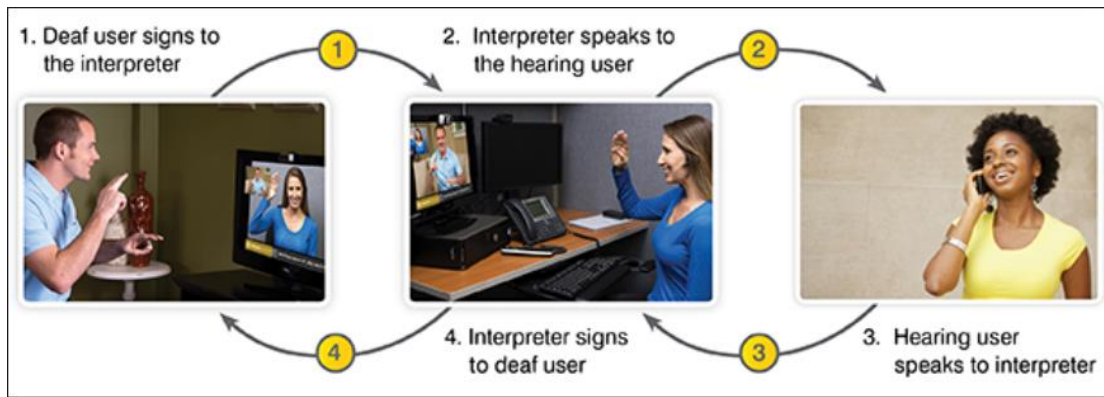 1. Deaf user signs to
the interpreter
1
2. Interpreter speaks to
the hearing user
2
4
4. Interpreter signs
to deaf user
3
3. Hearing user
speaks to interpreter